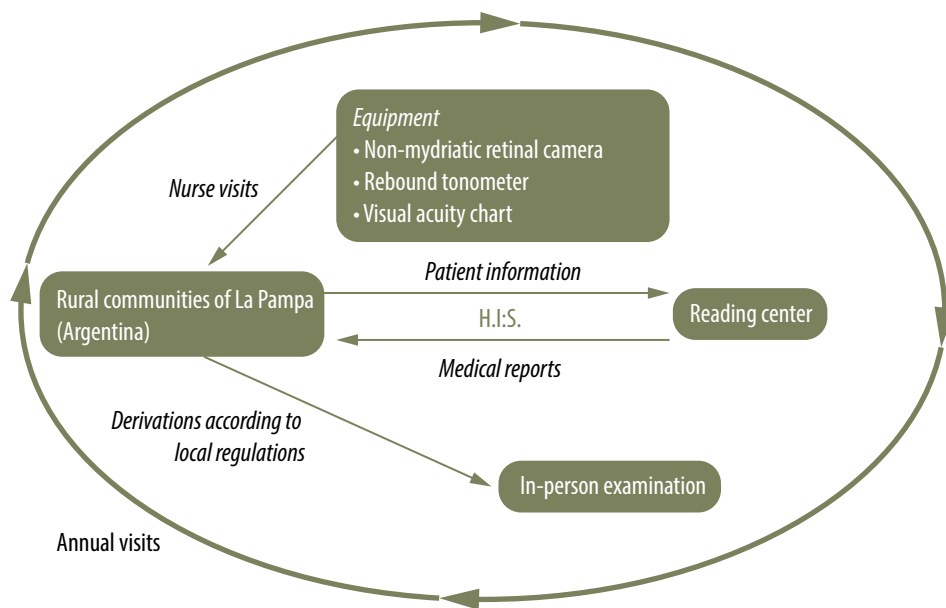 Equipment
• Non-mydriatic retinal camera
• Rebound tonometer
• Visual acuity chart
Nurse visits
Patient information
Rural communities of La Pampa
(Argentina)
H.I:S.
Reading center
Medical reports
Derivations according to
local regulations
In-person examination
Annual visits